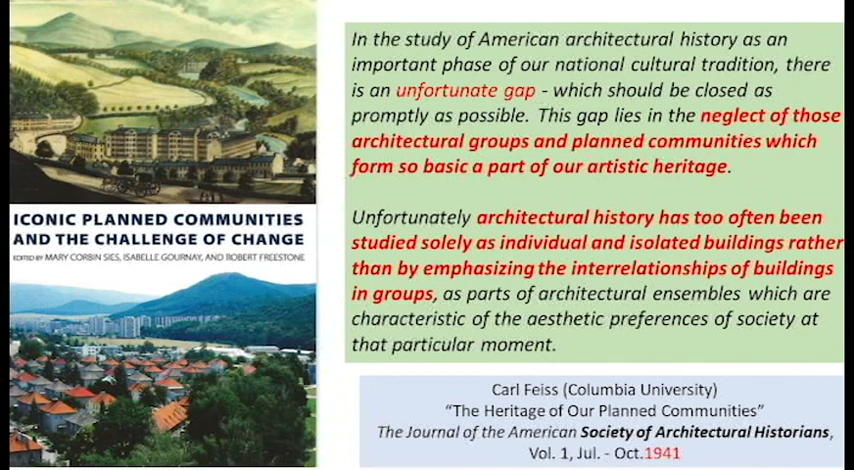 ICONIC PLANNED COMMUNITIES
AND THE CHALLENGE OF CHANGE
EDITED BY MARY CORBIN SIES, ISABELLE GOURNAY, AND ROBERT FREESTONE
In the study of American architectural history as an
important phase of our national cultural tradition, there
is an unfortunate gap - which should be closed as
promptly as possible. This gap lies in the neglect of those
architectural groups and planned communities which
form so basic a part of our artistic heritage.
Unfortunately architectural history has too often been
studied solely as individual and isolated buildings rather
than by emphasizing the interrelationships of buildings
in groups, as parts of architectural ensembles which are
characteristic of the aesthetic preferences of society at
that particular moment.
Carl Feiss (Columbia University)
“The Heritage of Our Planned Communities”
The Journal of the American Society of Architectural Historians,
Vol. 1, Jul. - Oct.1941